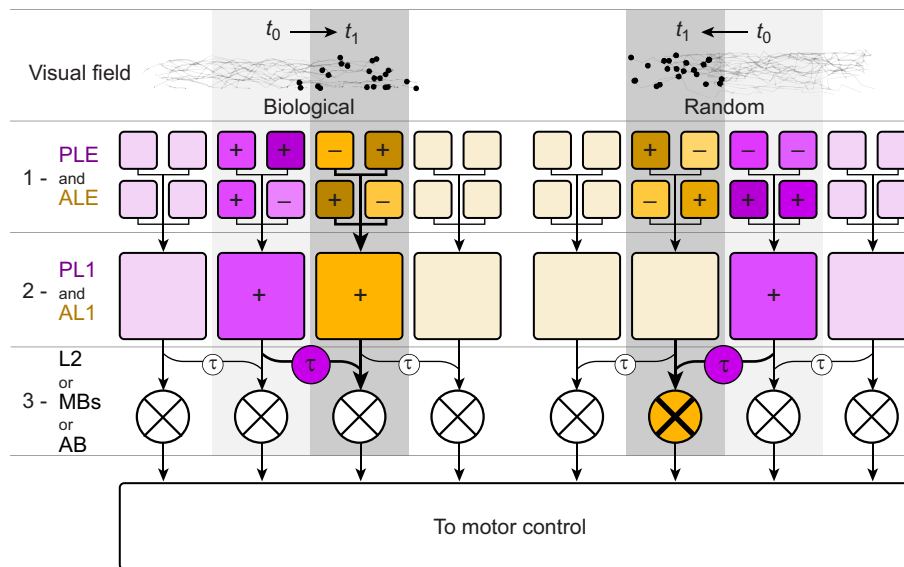 t0 → t1
t1 ← t0
Visual field
Biological
Random
1 -
PLE
and
ALE
+ + − +
+ − − −
+ − + −
− + + +
2 -
PL1
and
AL1
+ + +
τ τ τ τ τ τ
3 -
L2
or
MBs
or
AB
To motor control